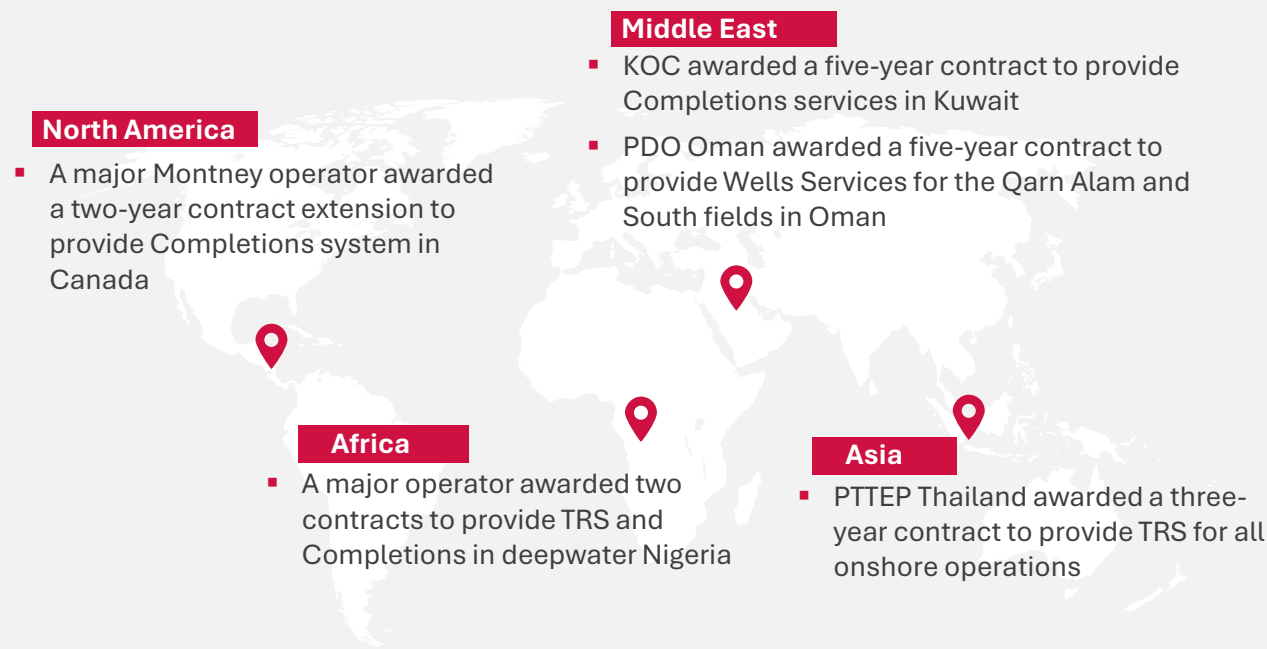 Middle East
▪ KOC awarded a five-year contract to provide
Completions services in Kuwait
▪ PDO Oman awarded a five-year contract to
provide Wells Services for the Qarn Alam and
South fields in Oman
North America
▪ A major Montney operator awarded
a two-year contract extension to
provide Completions system in
Canada
Africa
▪ A major operator awarded two
contracts to provide TRS and
Completions in deepwater Nigeria
Asia
▪ PTTEP Thailand awarded a three-
year contract to provide TRS for all
onshore operations